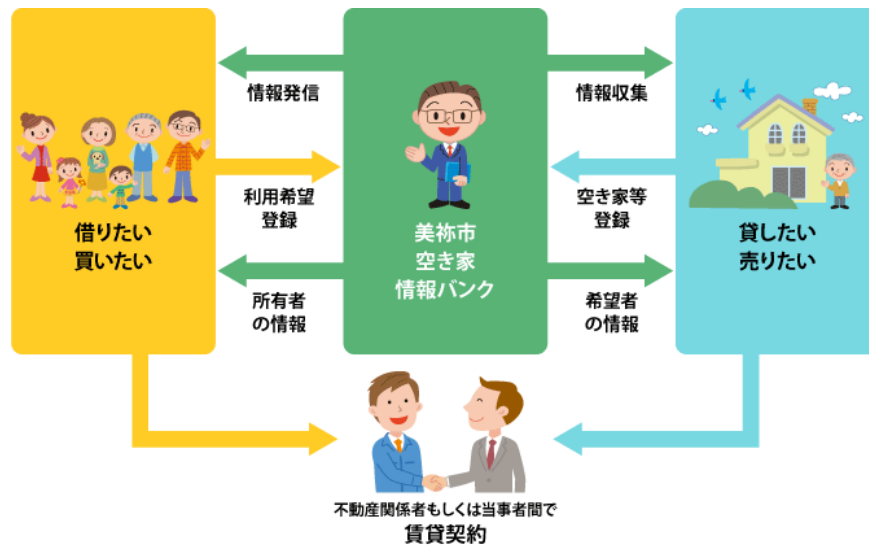 情報発信
情報収集
利用希望
登録
空き家等
登録
借りたい
買いたい
美祢市
空き家
情報バンク
貸したい
売りたい
所有者
の情報
希望者
の情報
不動産関係者もしくは当事者間で
賃貸契約